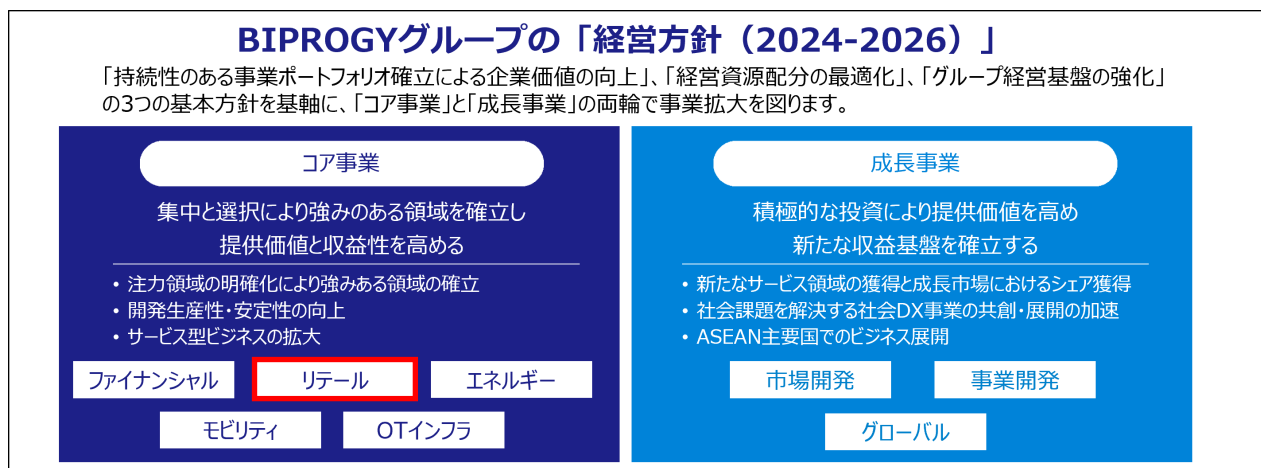 BIPROGYグループの「経営方針（2024-2026）」
「持続性のある事業ポートフォリオ確立による企業価値の向上」、「経営資源配分の最適化」、「グループ経営基盤の強化」
の3つの基本方針を基軸に、「コア事業」と「成長事業」の両輪で事業拡大を図ります。
コア事業
集中と選択により強みのある領域を確立し
提供価値と収益性を高める
• 注力領域の明確化により強みある領域の確立
• 開発生産性・安定性の向上
• サービス型ビジネスの拡大
ファイナンシャル
リテール
エネルギー
モビリティ
OTインフラ
成長事業
積極的な投資により提供価値を高め
新たな収益基盤を確立する
• 新たなサービス領域の獲得と成長市場におけるシェア獲得
• 社会課題を解決する社会DX事業の共創・展開の加速
• ASEAN主要国でのビジネス展開
市場開発
事業開発
グローバル